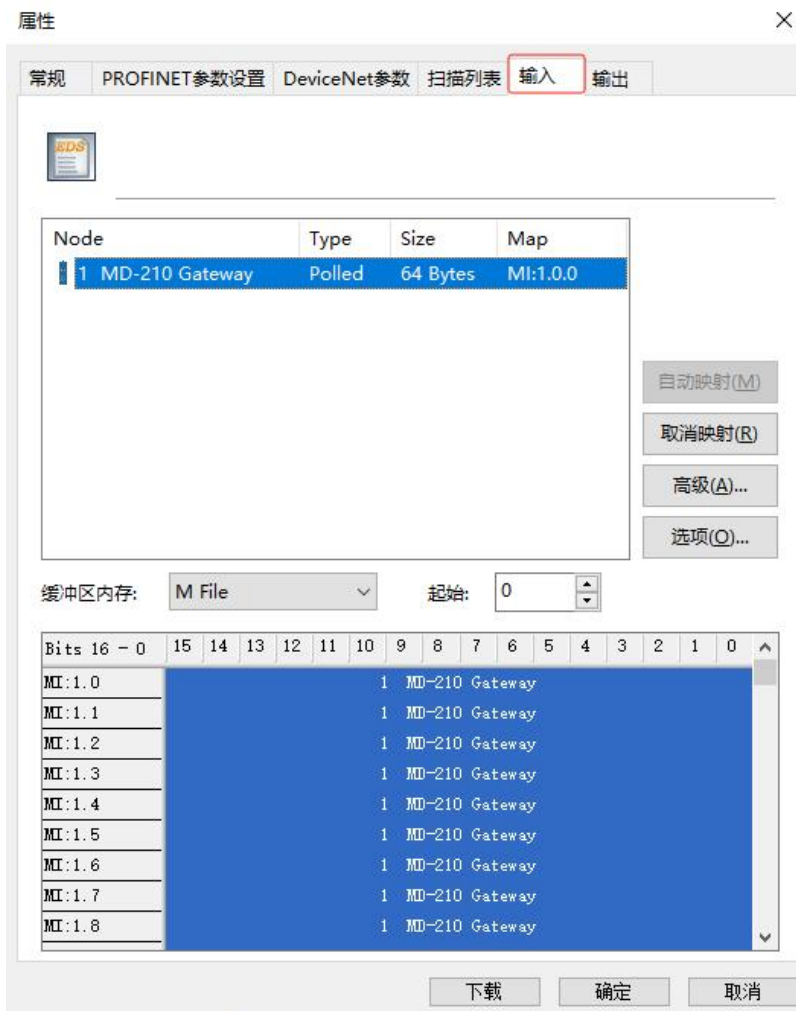 属性
常规 PROFINET参数设置 DeviceNet参数 扫描列表 输入 输出
EDS
Node Type Size Map
1 MD-210 Gateway Polled 64 Bytes MI:1.0.0
自动映射(M)
取消映射(R)
高级(A)...
选项(O)...
缓冲区内存: M File 起始: 0
Bits 16 - 0 15 14 13 12 11 10 9 8 7 6 5 4 3 2 1 0
MI:1.0 1 MD-210 Gateway
MI:1.1 1 MD-210 Gateway
MI:1.2 1 MD-210 Gateway
MI:1.3 1 MD-210 Gateway
MI:1.4 1 MD-210 Gateway
MI:1.5 1 MD-210 Gateway
MI:1.6 1 MD-210 Gateway
MI:1.7 1 MD-210 Gateway
MI:1.8 1 MD-210 Gateway
下载 确定 取消